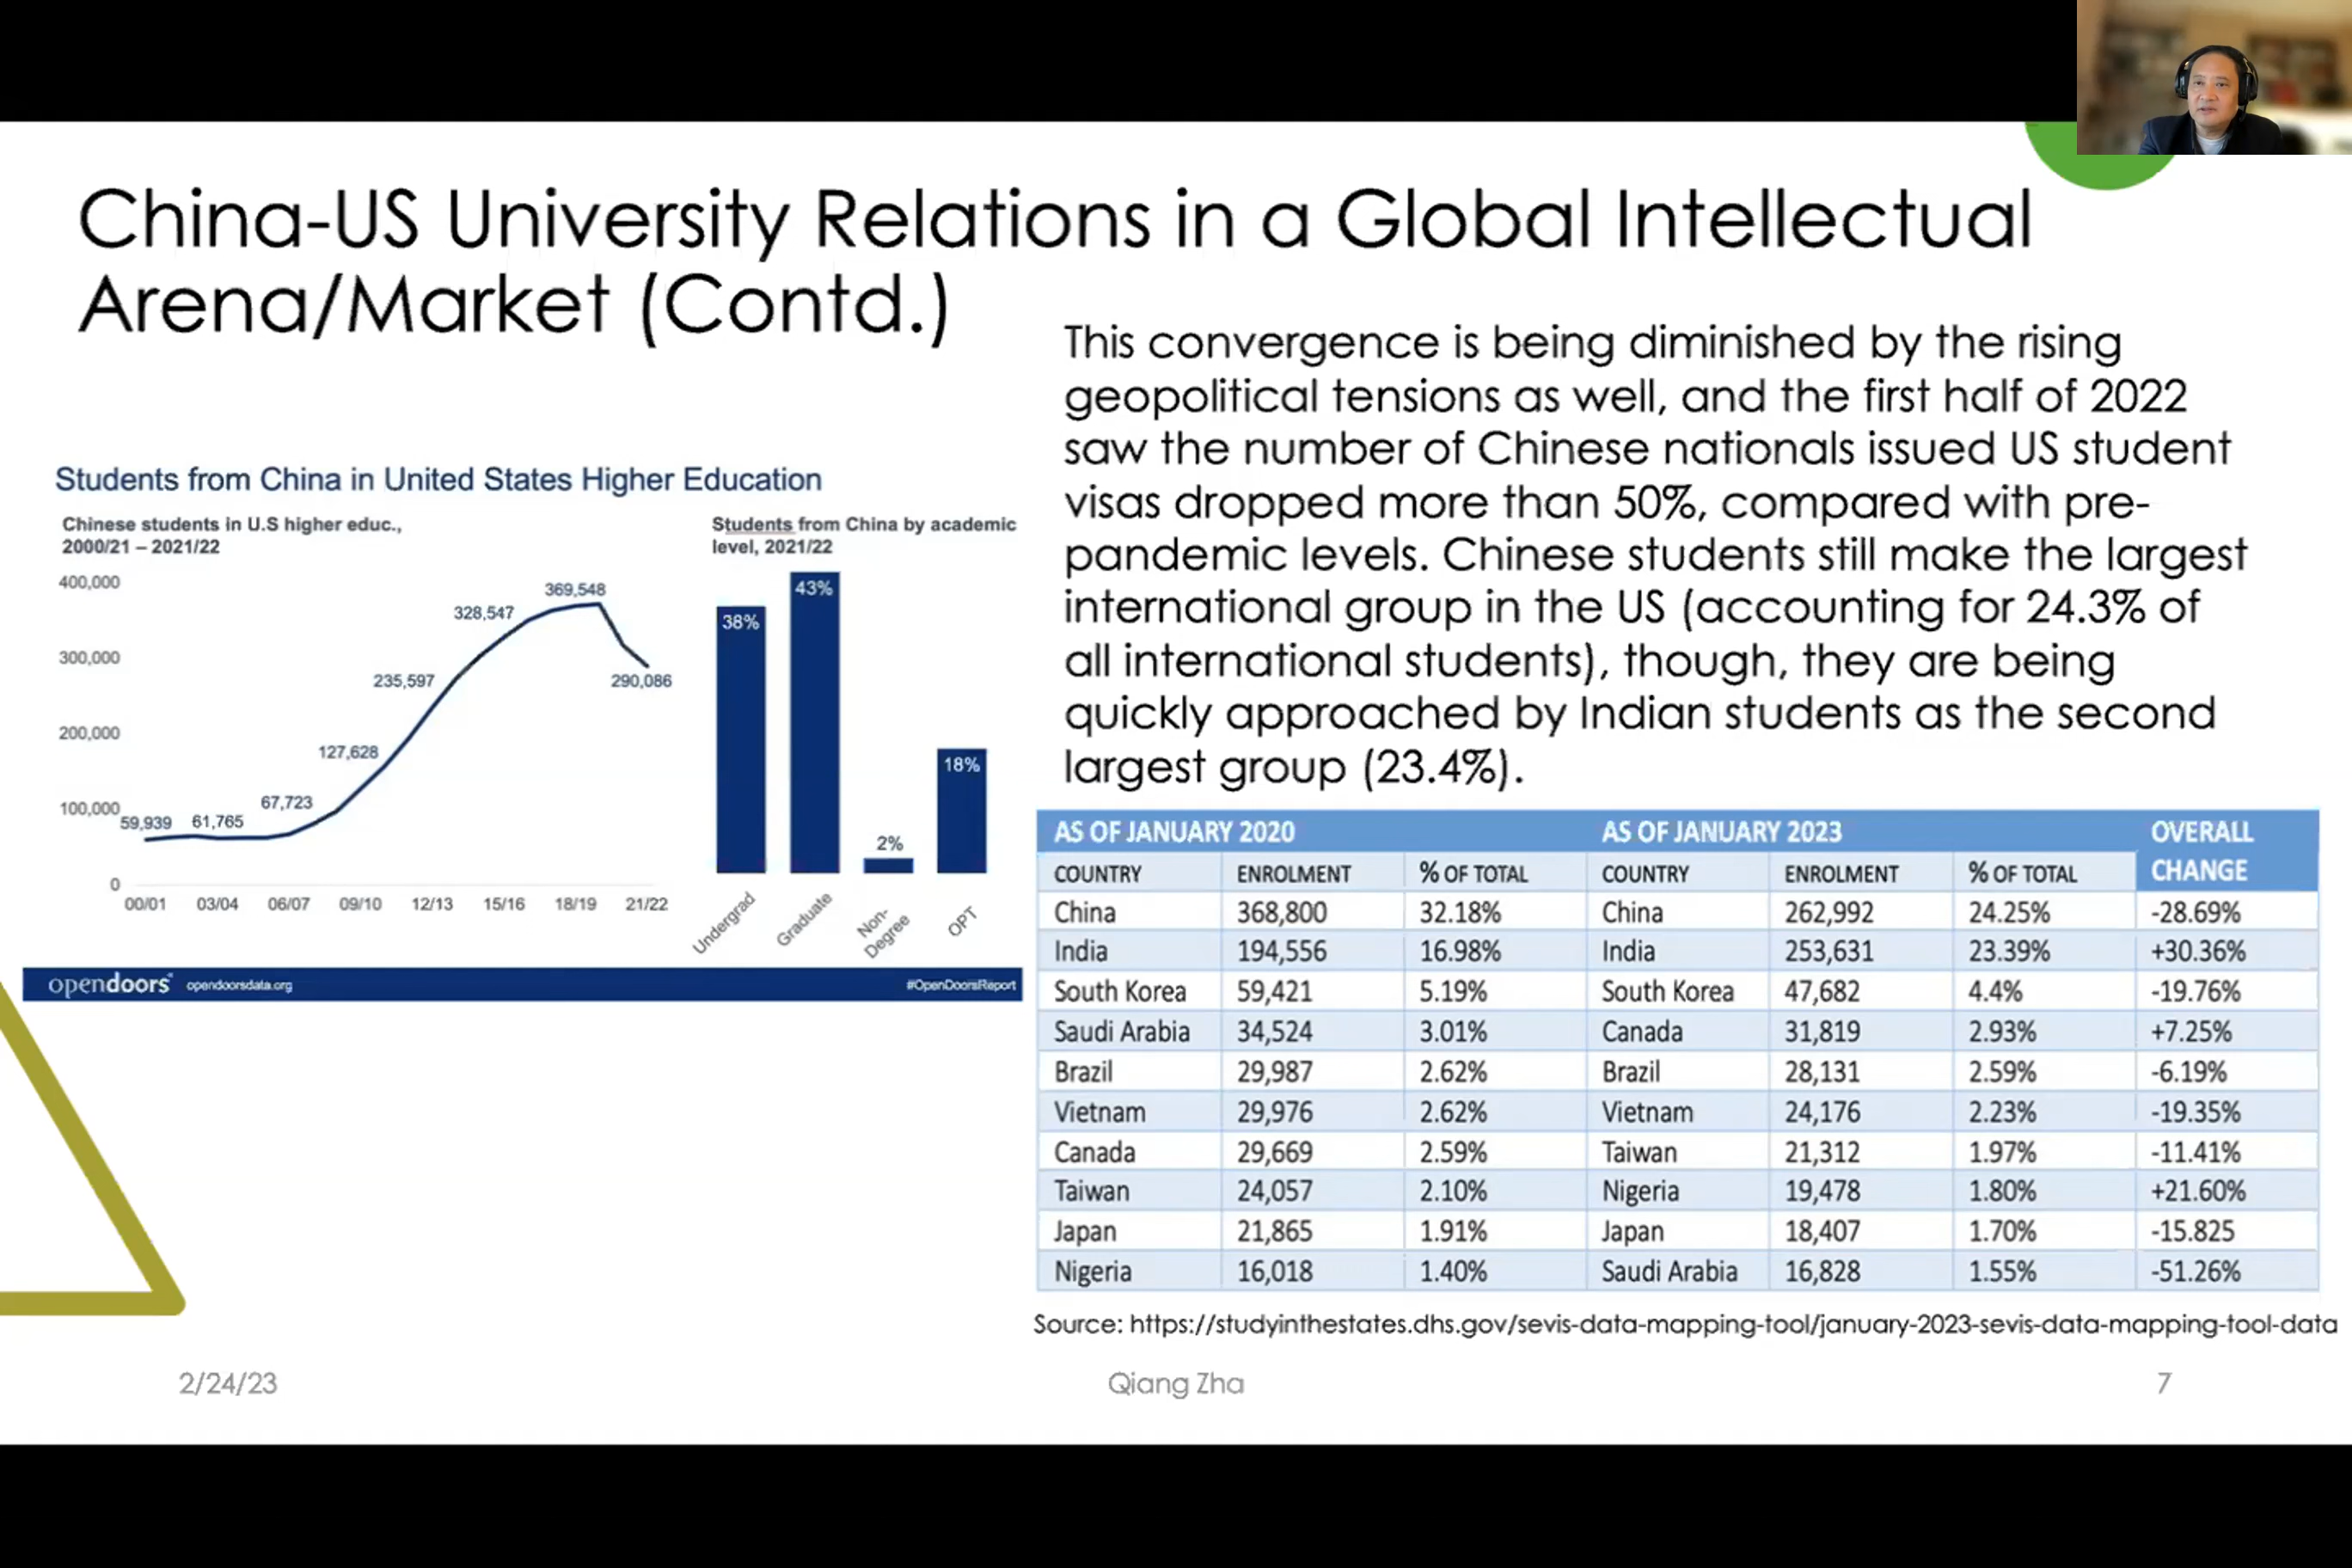 China-US University Relations in a Global Intellectual
Arena/Market (Contd.)
This convergence is being diminished by the rising
geopolitical tensions as well, and the first half of 2022
saw the number of Chinese nationals issued US student
visas dropped more than 50%, compared with pre-
pandemic levels. Chinese students still make the largest
international group in the US (accounting for 24.3% of
all international students), though, they are being
quickly approached by Indian students as the second
largest group (23.4%).
Students from China in United States Higher Education
Chinese students in U.S higher educ.,
2000/21 – 2021/22
400,000
300,000
200,000
100,000
0
59,939
61,765
67,723
127,628
235,597
328,547
369,548
290,086
00/01 03/04 06/07 09/10 12/13 15/16 18/19 21/22
Students from China by academic
level, 2021/22
38%
43%
2%
18%
Undergrad
Graduate
Non-
Degree
OPT
opendoors® opendoorsdata.org #OpenDoorsReport
AS OF JANUARY 2020 AS OF JANUARY 2023 OVERALL
CHANGE
COUNTRY ENROLMENT % OF TOTAL COUNTRY ENROLMENT % OF TOTAL
China 368,800 32.18% China 262,992 24.25% -28.69%
India 194,556 16.98% India 253,631 23.39% +30.36%
South Korea 59,421 5.19% South Korea 47,682 4.4% -19.76%
Saudi Arabia 34,524 3.01% Canada 31,819 2.93% +7.25%
Brazil 29,987 2.62% Brazil 28,131 2.59% -6.19%
Vietnam 29,976 2.62% Vietnam 24,176 2.23% -19.35%
Canada 29,669 2.59% Taiwan 21,312 1.97% -11.41%
Taiwan 24,057 2.10% Nigeria 19,478 1.80% +21.60%
Japan 21,865 1.91% Japan 18,407 1.70% -15.825
Nigeria 16,018 1.40% Saudi Arabia 16,828 1.55% -51.26%
Source: https://studyinthestates.dhs.gov/sevis-data-mapping-tool/january-2023-sevis-data-mapping-tool-data
2/24/23 Qiang Zha 7